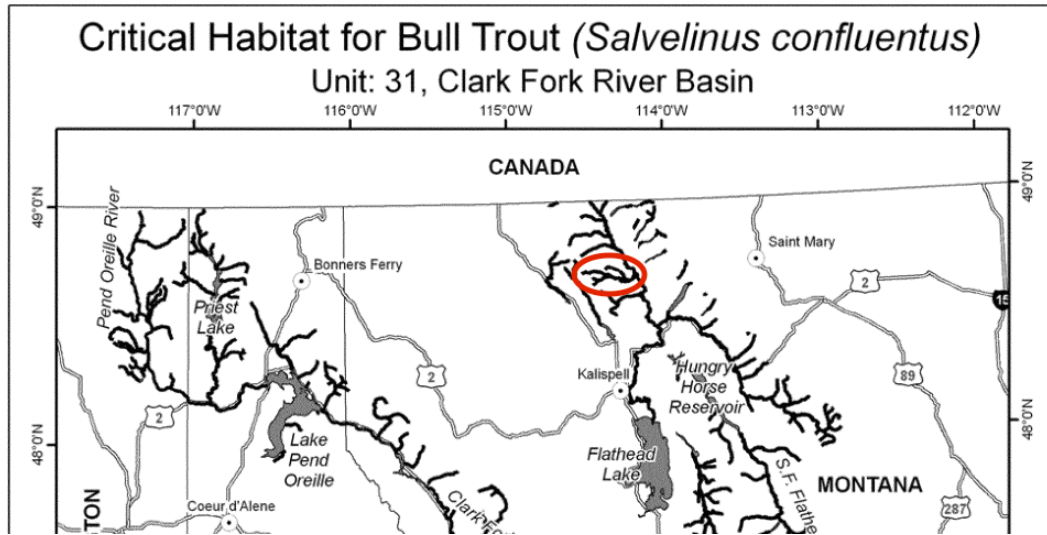 Critical Habitat for Bull Trout (Salvelinus confluentus)
Unit: 31, Clark Fork River Basin
117°0'W 116°0'W 115°0'W 114°0'W 113°0'W 112°0'W
CANADA
49°0'N
49°0'N
Pend Oreille River
Saint Mary
Bonners Ferry
2
15
Priest
Lake
Kalispell
Hungry
Horse
Reservoir
2
89
2
48°0'N
48°0'N
Lake
Pend
Oreille
Flathead
Lake
MONTANA
S.F. Flathe
Clark For
Coeur d'Alene
287
TON